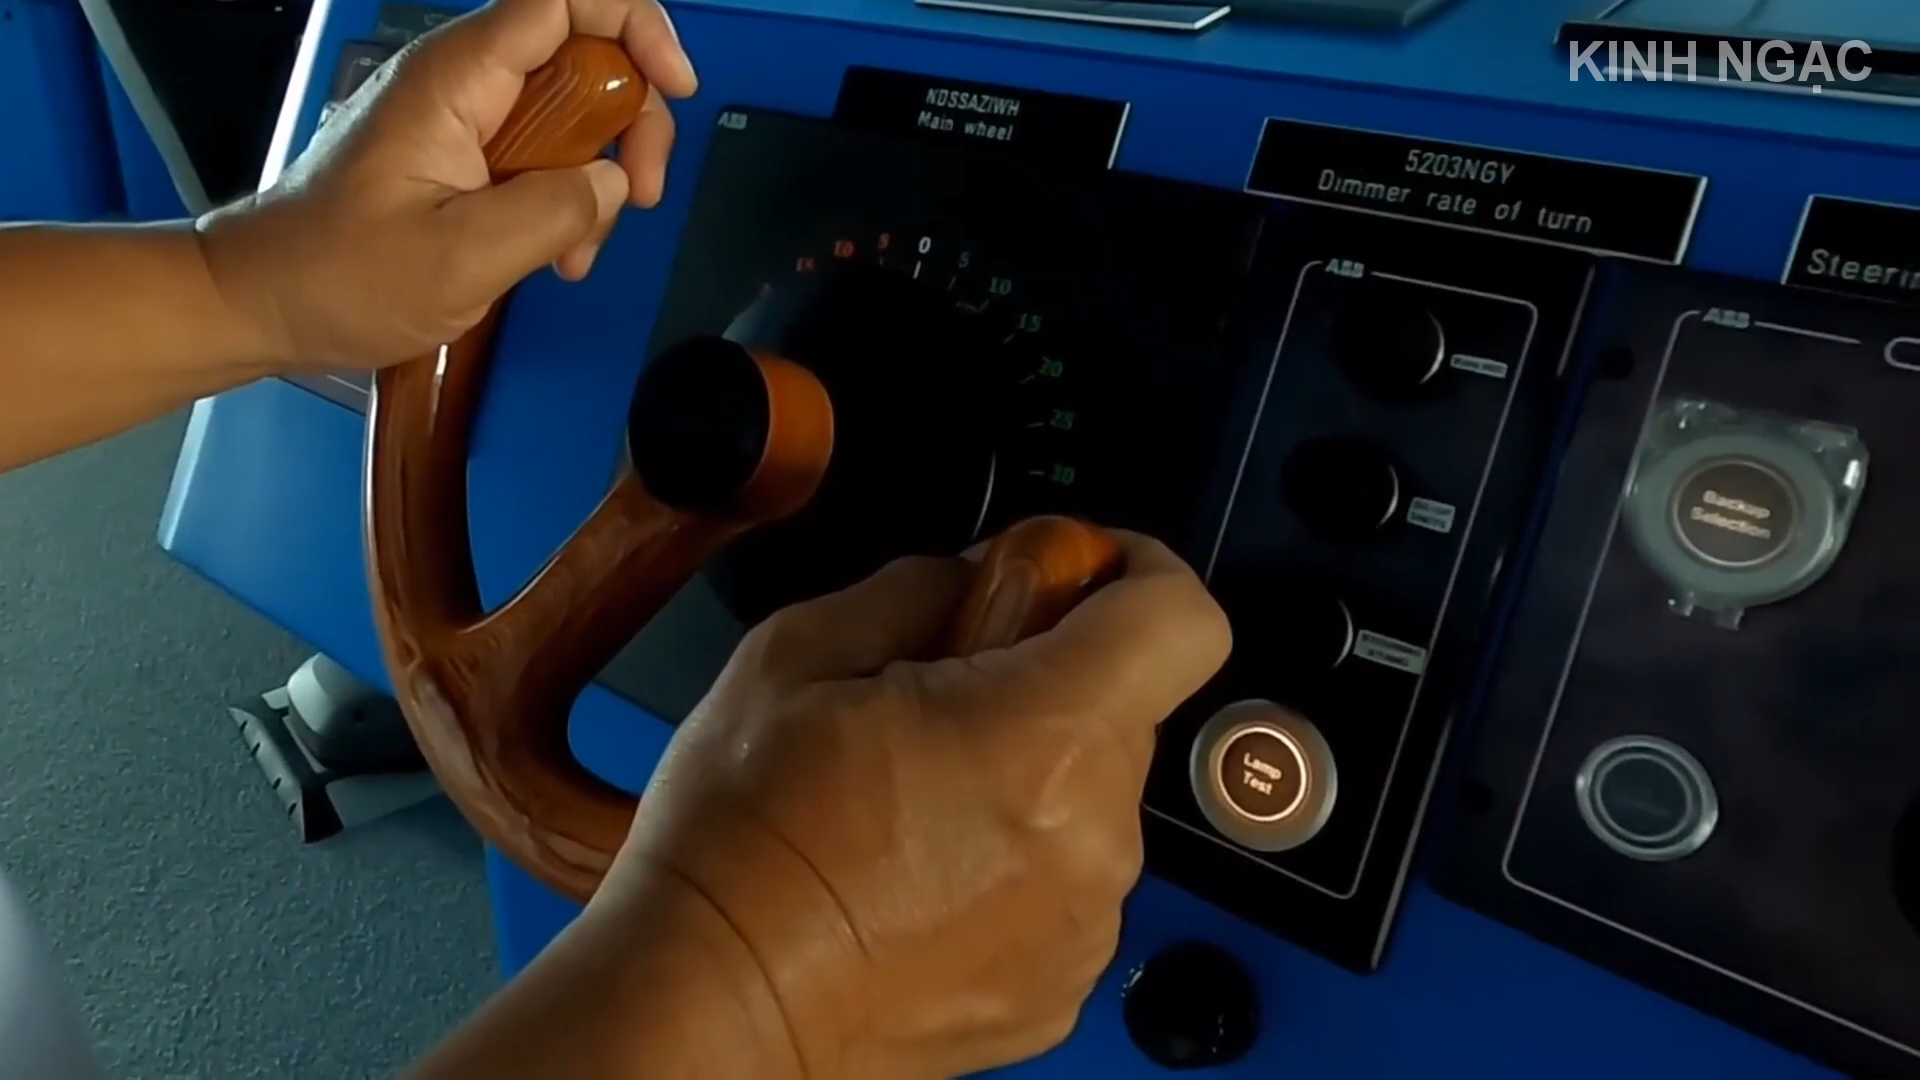 KINH NGẠC
NDSSAZIWH
Main wheel
ABB
5203NGY
Dimmer rate of turn
Steerin
ABB
ABB
10 5 0 5 10 15 20 25 30
Backup
Selection
Lamp
Test